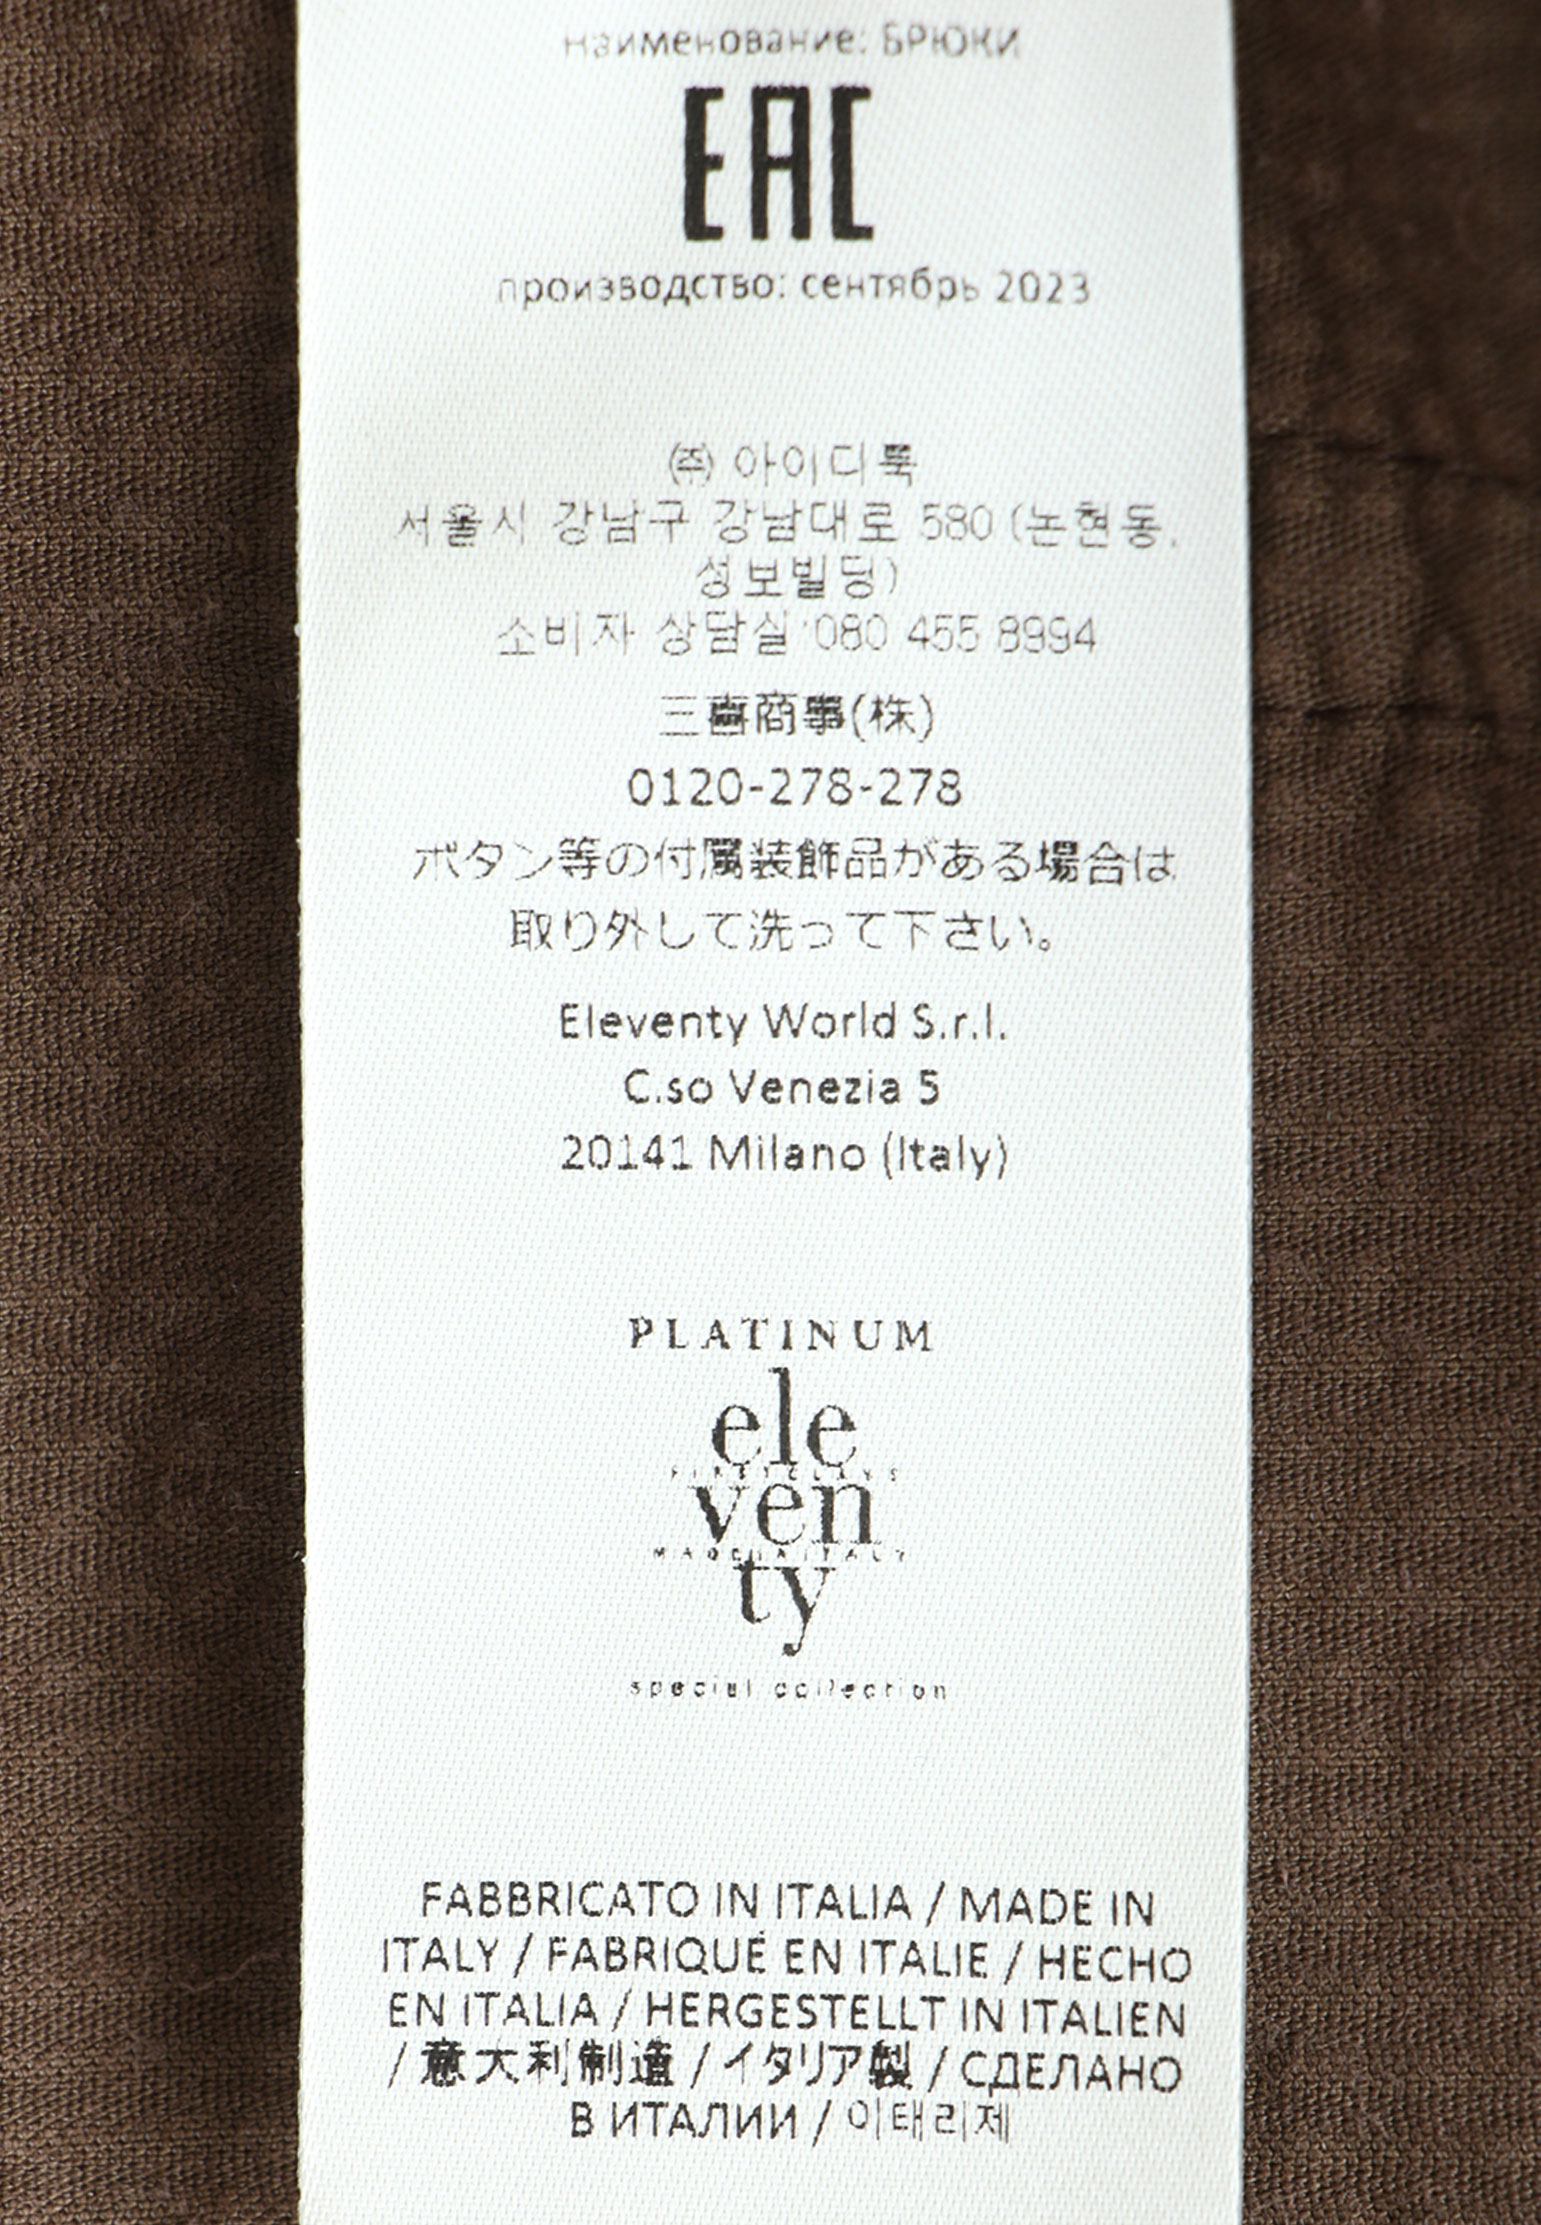 наименование: БРЮКИ
EAC
производство: сентябрь 2023
㈜ 아이디룩
서울시 강남구 강남대로 580 (논현동,
성보빌딩)
소비자 상담실 080 455 8994
三喜商事(株)
0120-278-278
ボタン等の付属装飾品がある場合は
取り外して洗って下さい。
Eleventy World S.r.l.
C.so Venezia 5
20141 Milano (Italy)
PLATINUM
ele
ven
MADE IN ITALY
ty
special collection
FABBRICATO IN ITALIA / MADE IN
ITALY / FABRIQUÉ EN ITALIE / HECHO
EN ITALIA / HERGESTELLT IN ITALIEN
/ 意大利制造 / イタリア製 / СДЕЛАНО
В ИТАЛИИ / 이태리제